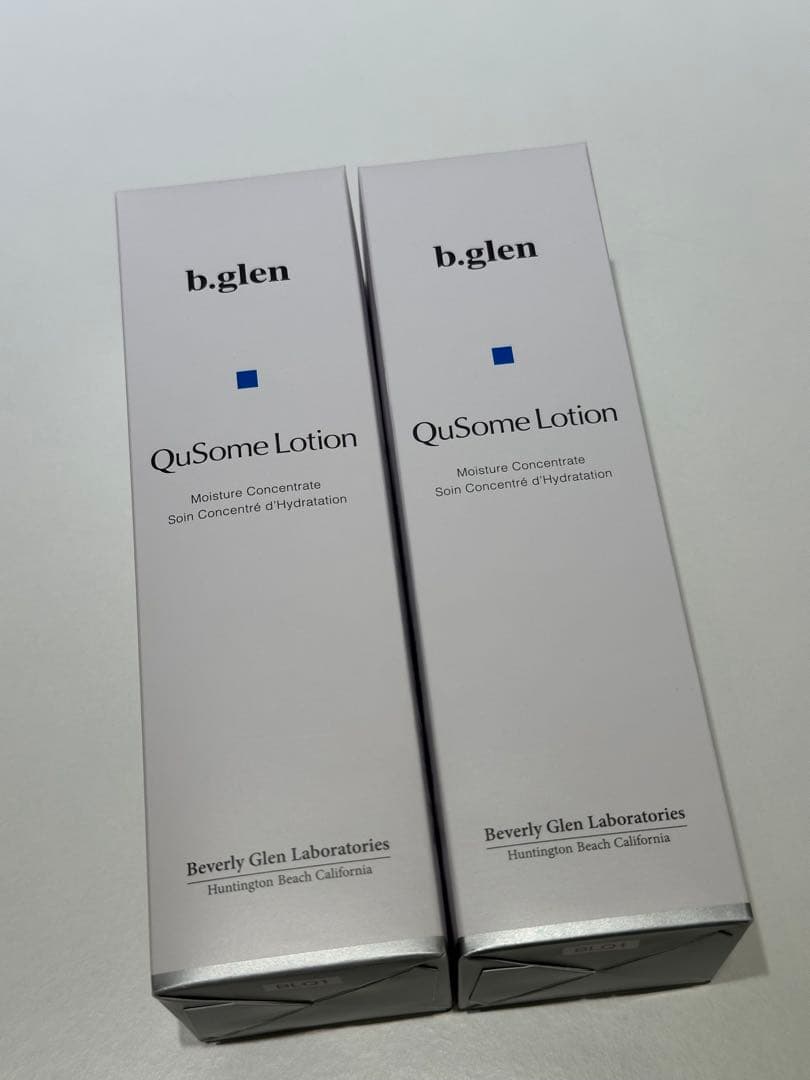 b.glen
QuSome Lotion
Moisture Concentrate
Soin Concentré d'Hydratation
Beverly Glen Laboratories
Huntington Beach California
b.glen
QuSome Lotion
Moisture Concentrate
Soin Concentré d'Hydratation
Beverly Glen Laboratories
Huntington Beach California